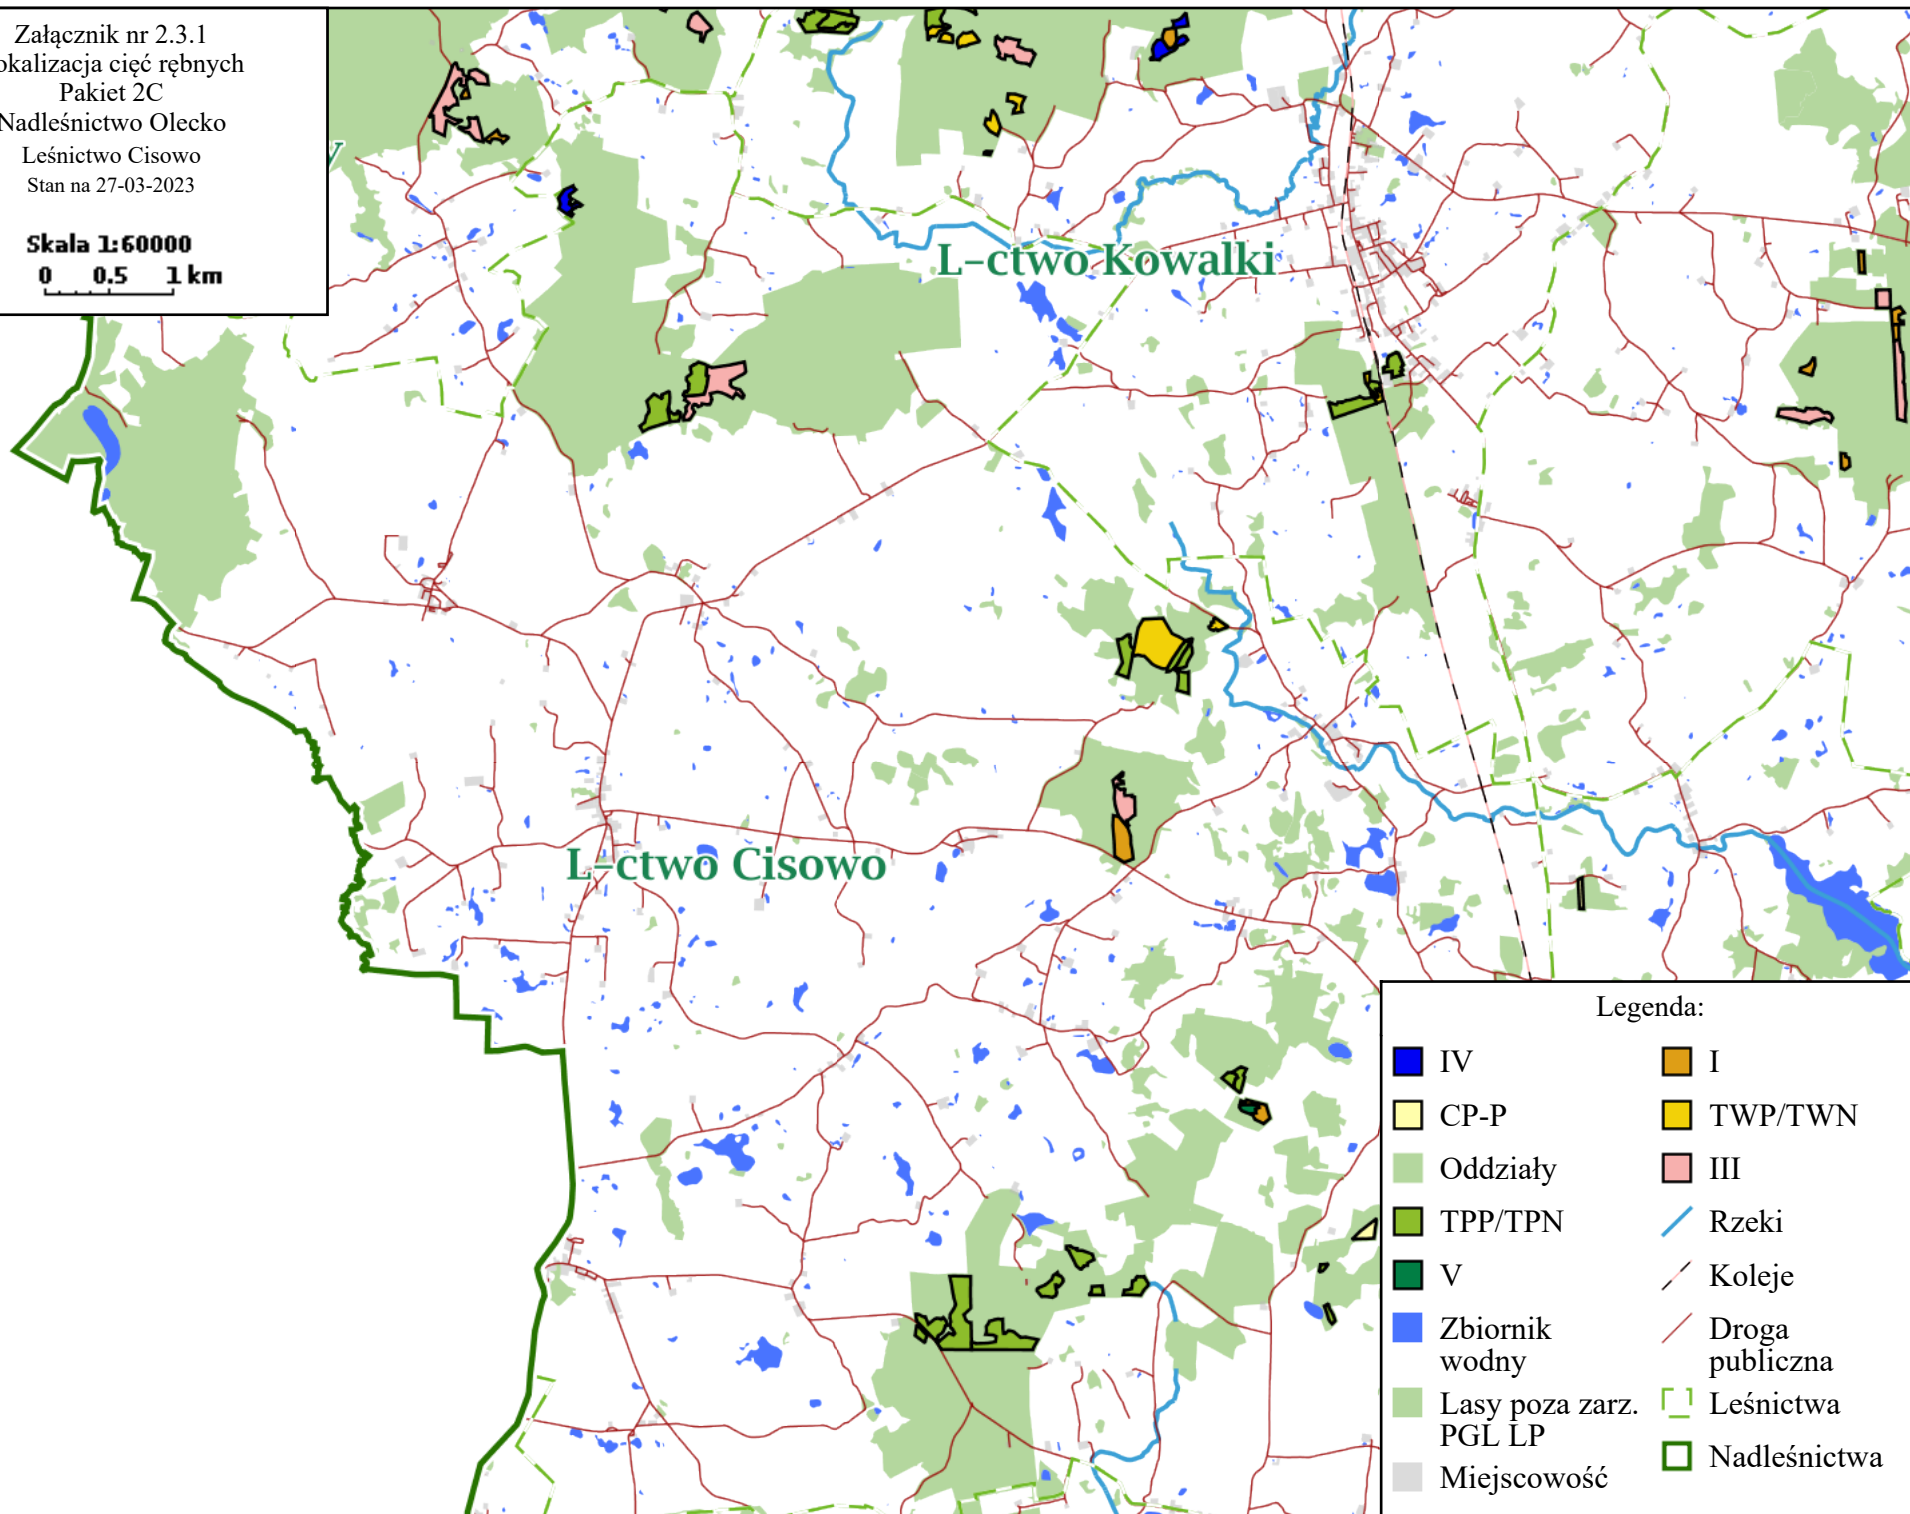 Załącznik nr 2.3.1
okalizacja cięć rębnych
Pakiet 2C
Nadleśnictwo Olecko
Leśnictwo Cisowo
Stan na 27-03-2023
Skala 1:60000
0 0.5 1 km
L-ctwo Kowalki
L-ctwo Cisowo
Legenda:
IV
CP-P
Oddziały
TPP/TPN
V
Zbiornik
wodny
Lasy poza zarz.
PGL LP
Miejscowość
I
TWP/TWN
III
Rzeki
Koleje
Droga
publiczna
Leśnictwa
Nadleśnictwa